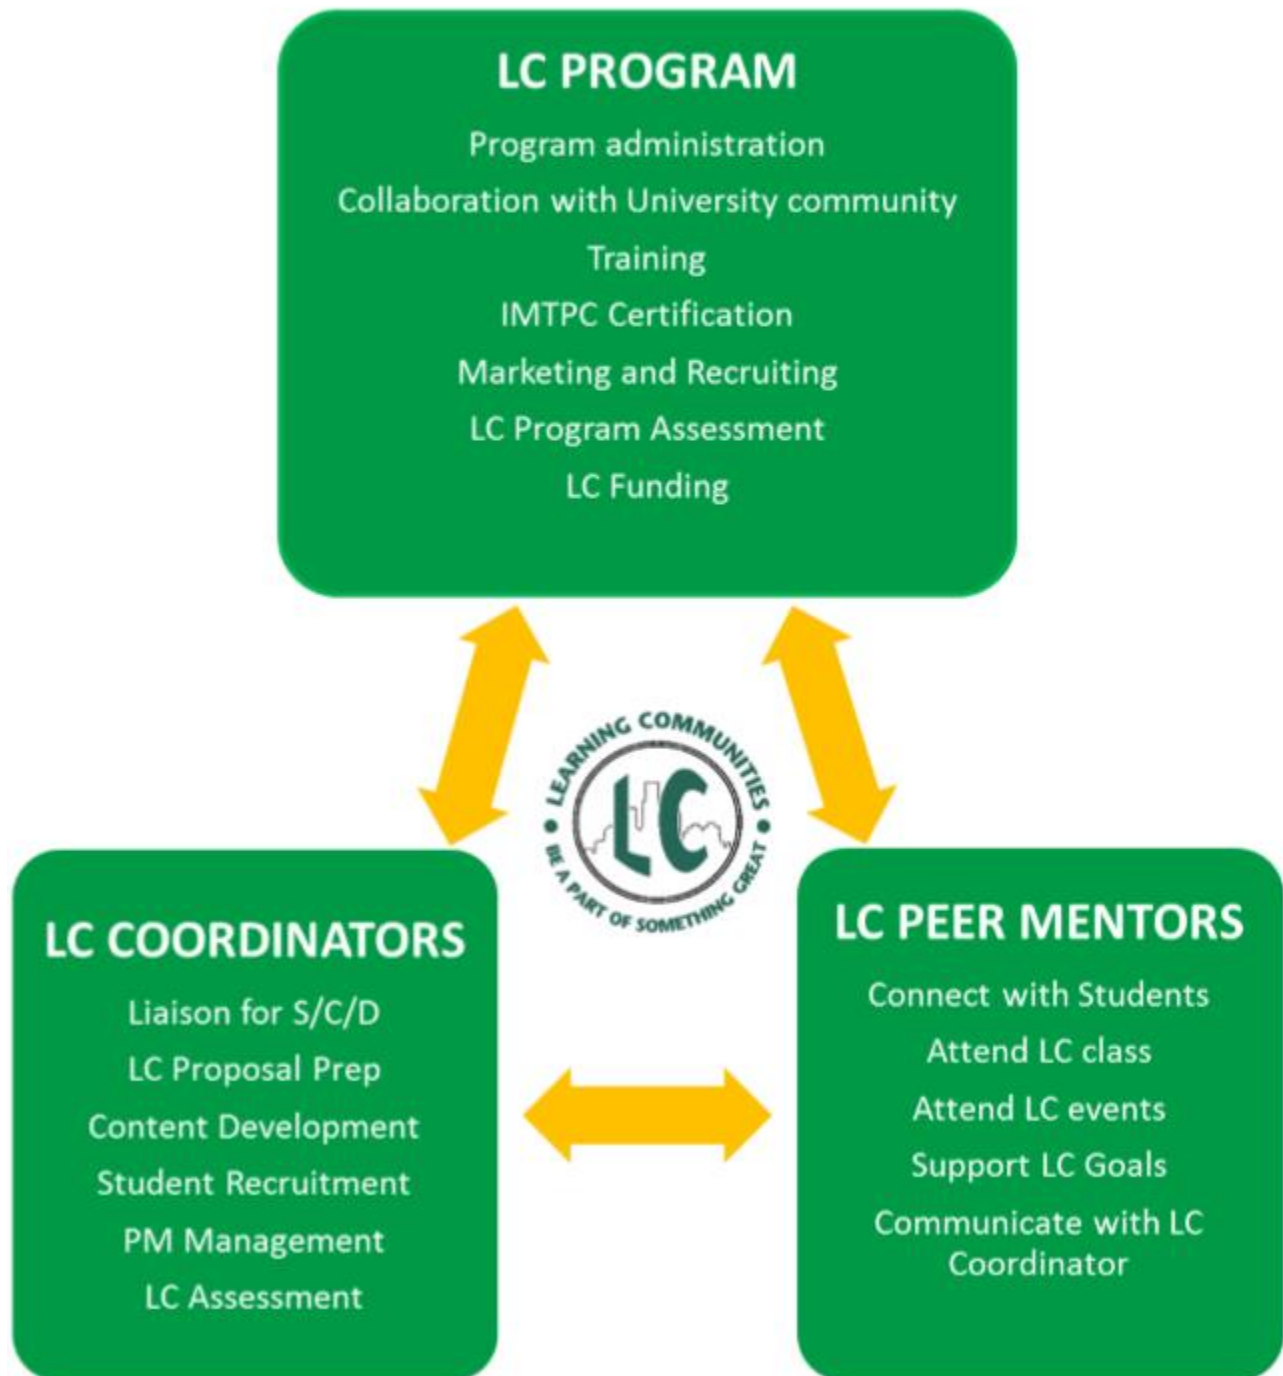 LC PROGRAM
Program administration
Collaboration with University community
Training
IMTPC Certification
Marketing and Recruiting
LC Program Assessment
LC Funding
• LEARNING COMMUNITIES •
LC
BE A PART OF SOMETHING GREAT
LC COORDINATORS
Liaison for S/C/D
LC Proposal Prep
Content Development
Student Recruitment
PM Management
LC Assessment
LC PEER MENTORS
Connect with Students
Attend LC class
Attend LC events
Support LC Goals
Communicate with LC
Coordinator